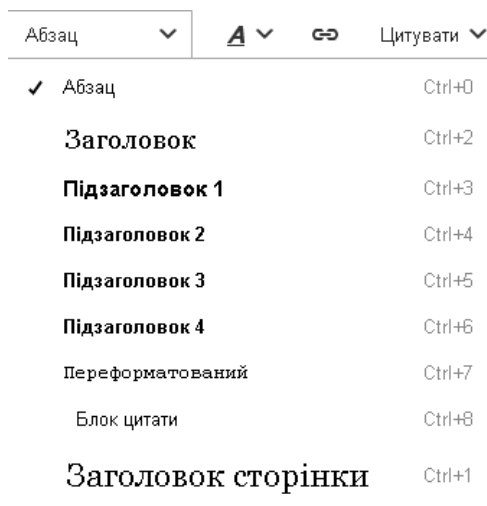 Абзац A Цитувати
✓ Абзац Ctrl+0
Заголовок Ctrl+2
Підзаголовок 1 Ctrl+3
Підзаголовок 2 Ctrl+4
Підзаголовок 3 Ctrl+5
Підзаголовок 4 Ctrl+6
Переформатований Ctrl+7
Блок цитати Ctrl+8
Заголовок сторінки Ctrl+1